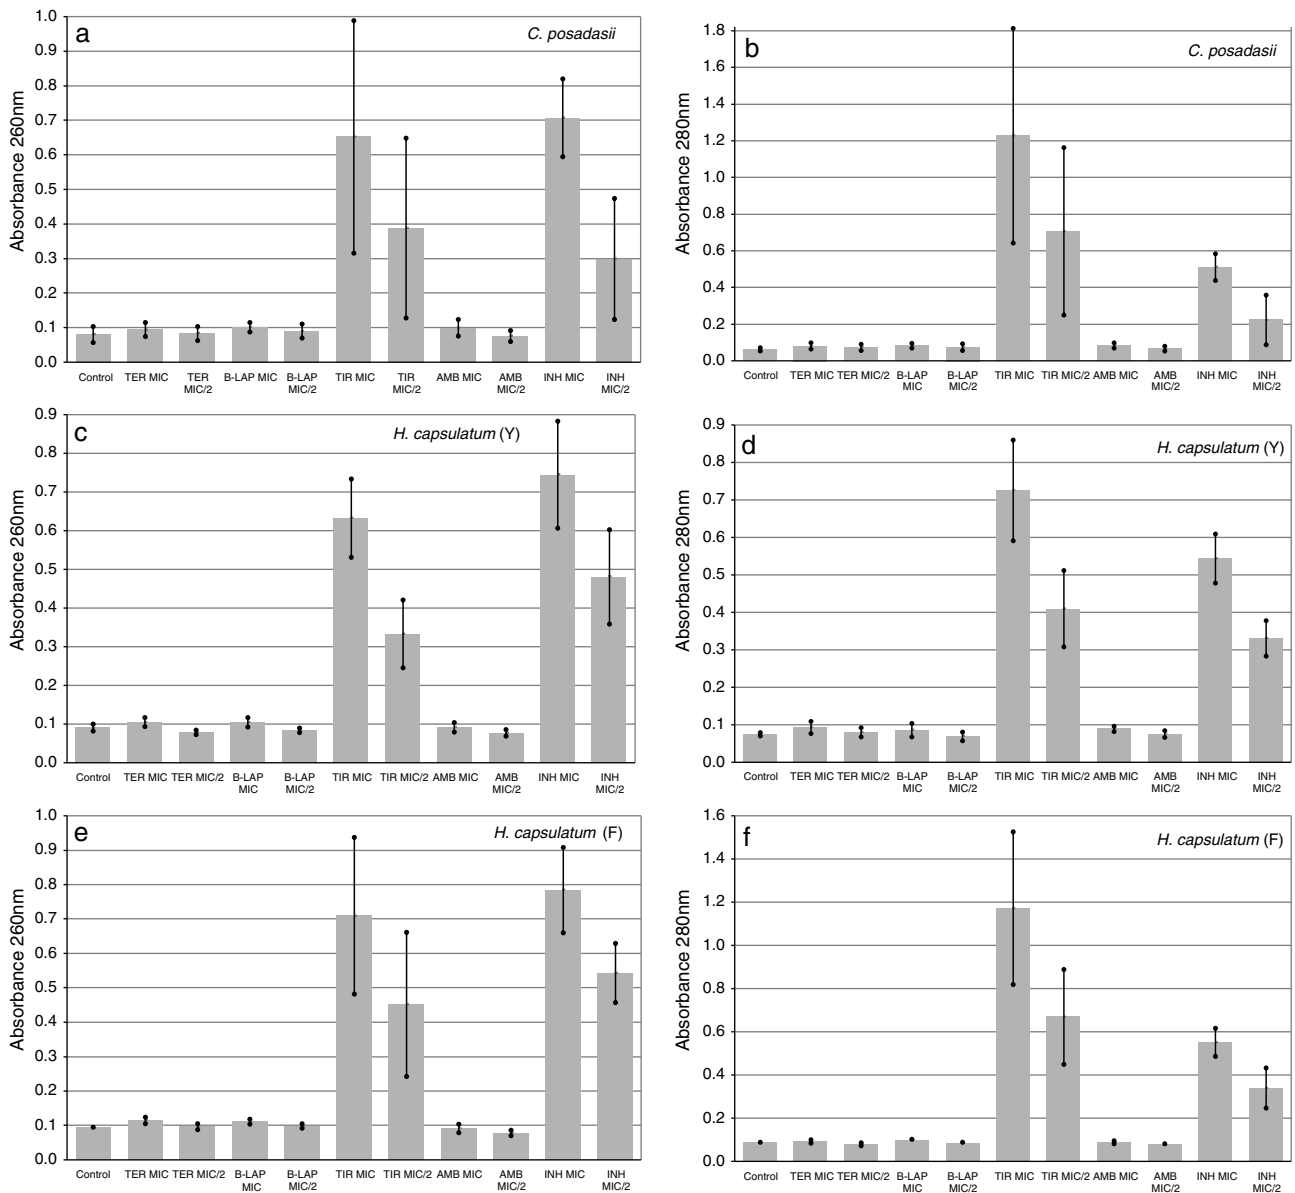 a
C. posadasii
Absorbance 260nm
1.0
0.9
0.8
0.7
0.6
0.5
0.4
0.3
0.2
0.1
0.0
Control
TER MIC
TER
MIC/2
B-LAP MIC
B-LAP
MIC/2
TIR MIC
TIR
MIC/2
AMB MIC
AMB
MIC/2
INH MIC
INH
MIC/2
b
C. posadasii
Absorbance 280nm
1.8
1.6
1.4
1.2
1.0
0.8
0.6
0.4
0.2
0.0
Control
TER MIC
TER MIC/2
B-LAP
MIC
B-LAP
MIC/2
TIR MIC
TIR MIC/2
AMB MIC
AMB
MIC/2
INH MIC
INH
MIC/2
c
H. capsulatum (Y)
Absorbance 260nm
0.9
0.8
0.7
0.6
0.5
0.4
0.3
0.2
0.1
0.0
Control
TER MIC
TER MIC/2
B-LAP
MIC
B-LAP
MIC/2
TIR MIC
TIR MIC/2
AMB MIC
AMB
MIC/2
INH MIC
INH
MIC/2
d
H. capsulatum (Y)
Absorbance 280nm
0.9
0.8
0.7
0.6
0.5
0.4
0.3
0.2
0.1
0.0
Control
TER MIC
TER MIC/2
B-LAP
MIC
B-LAP
MIC/2
TIR MIC
TIR MIC/2
AMB MIC
AMB
MIC/2
INH MIC
INH
MIC/2
e
H. capsulatum (F)
Absorbance 260nm
1.0
0.9
0.8
0.7
0.6
0.5
0.4
0.3
0.2
0.1
0.0
Control
TER MIC
TER MIC/2
B-LAP
MIC
B-LAP
MIC/2
TIR MIC
TIR MIC/2
AMB MIC
AMB
MIC/2
INH MIC
INH
MIC/2
f
H. capsulatum (F)
Absorbance 280nm
1.6
1.4
1.2
1.0
0.8
0.6
0.4
0.2
0.0
Control
TER MIC
TER MIC/2
B-LAP
MIC
B-LAP
MIC/2
TIR MIC
TIR MIC/2
AMB MIC
AMB
MIC/2
INH MIC
INH
MIC/2